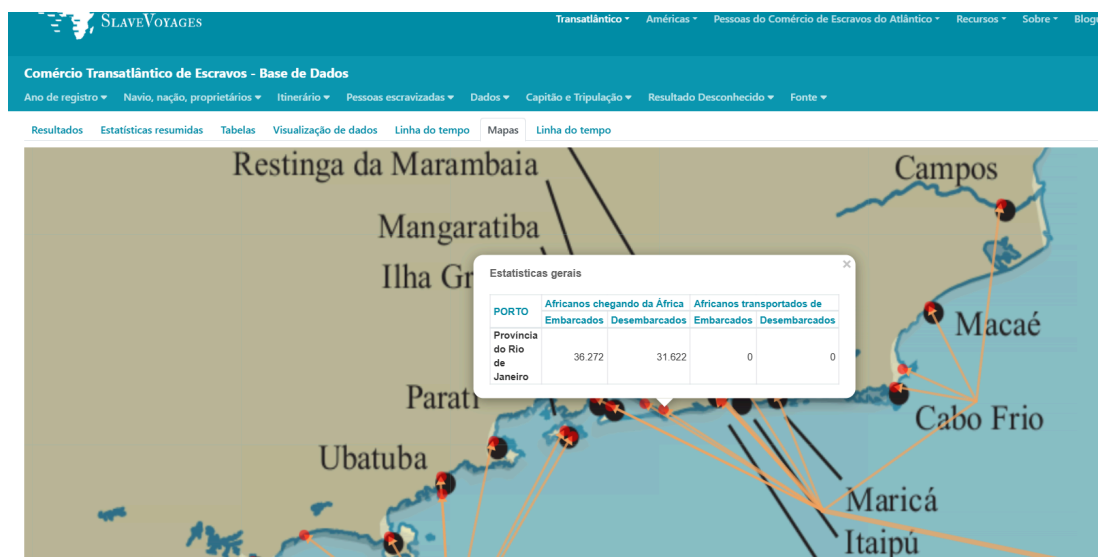 SLAVEVOYAGES
Transatlântico Américas Pessoas do Comércio de Escravos do Atlântico Recursos Sobre
Comércio Transatlântico de Escravos - Base de Dados
Ano de registro Navio, nação, proprietários Itinerário Pessoas escravizadas Dados Capitão e Tripulação Resultado Desconhecido Fonte
Resultados Estatísticas resumidas Tabelas Visualização de dados Linha do tempo Mapas Linha do tempo
Restinga da Marambaia
Campos
Mangaratiba
Ilha Gr
Estatísticas gerais
×
PORTO Africanos chegando da África Africanos transportados de
Embarcados Desembarcados Embarcados Desembarcados
Província
do Rio
de
Janeiro
36.272 31.622 0 0
Macaé
Parati
Cabo Frio
Ubatuba
Maricá
Itaipú